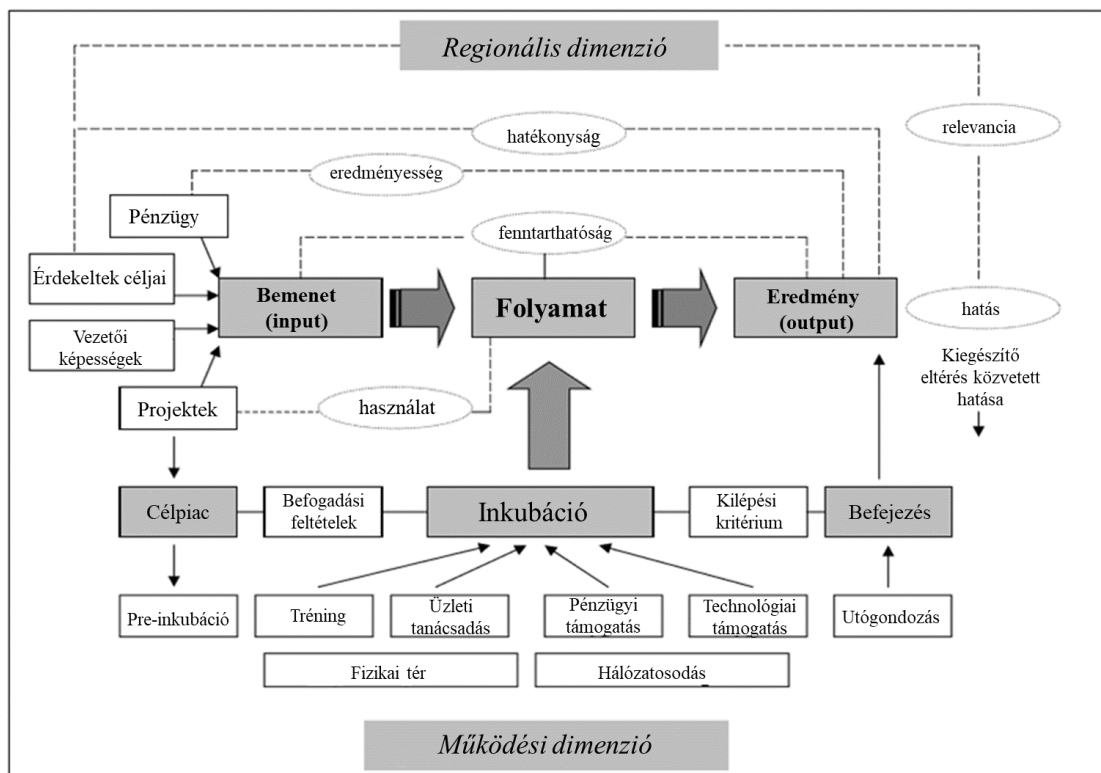 Regionális dimenzió
hatékonyság
relevancia
eredményesség
Pénzügy
fenntarthatóság
Érdekeltek céljai
Bemenet
(input)
Folyamat
Eredmény
(output)
hatás
Vezetői
képességek
Kiegészítő
eltérés közvetett
hatása
Projektek
használat
Célpiac
Befogadási
feltételek
Inkubáció
Kilépési
kritérium
Befejezés
Pre-inkubáció
Tréning
Üzleti
tanácsadás
Pénzügyi
támogatás
Technológiai
támogatás
Utógondozás
Fizikai tér
Hálózatosodás
Működési dimenzió